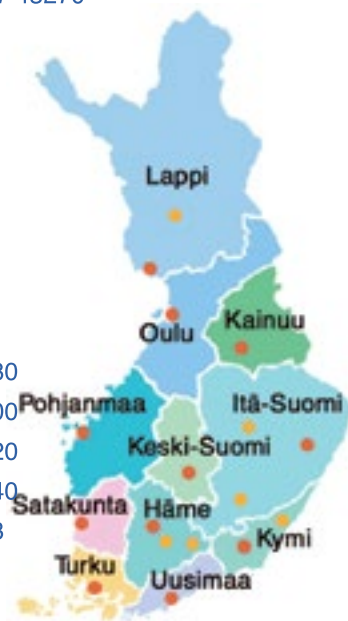 Lappi
Oulu
Kainuu
Pohjanmaa
Itä-Suomi
Keski-Suomi
Satakunta
Häme
Kymi
Turku
Uusimaa